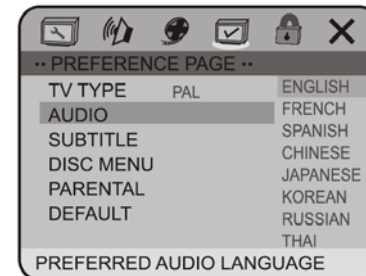 ·· PREFERENCE PAGE ··
TV TYPE PAL
AUDIO
SUBTITLE
DISC MENU
PARENTAL
DEFAULT
ENGLISH
FRENCH
SPANISH
CHINESE
JAPANESE
KOREAN
RUSSIAN
THAI
PREFERRED AUDIO LANGUAGE